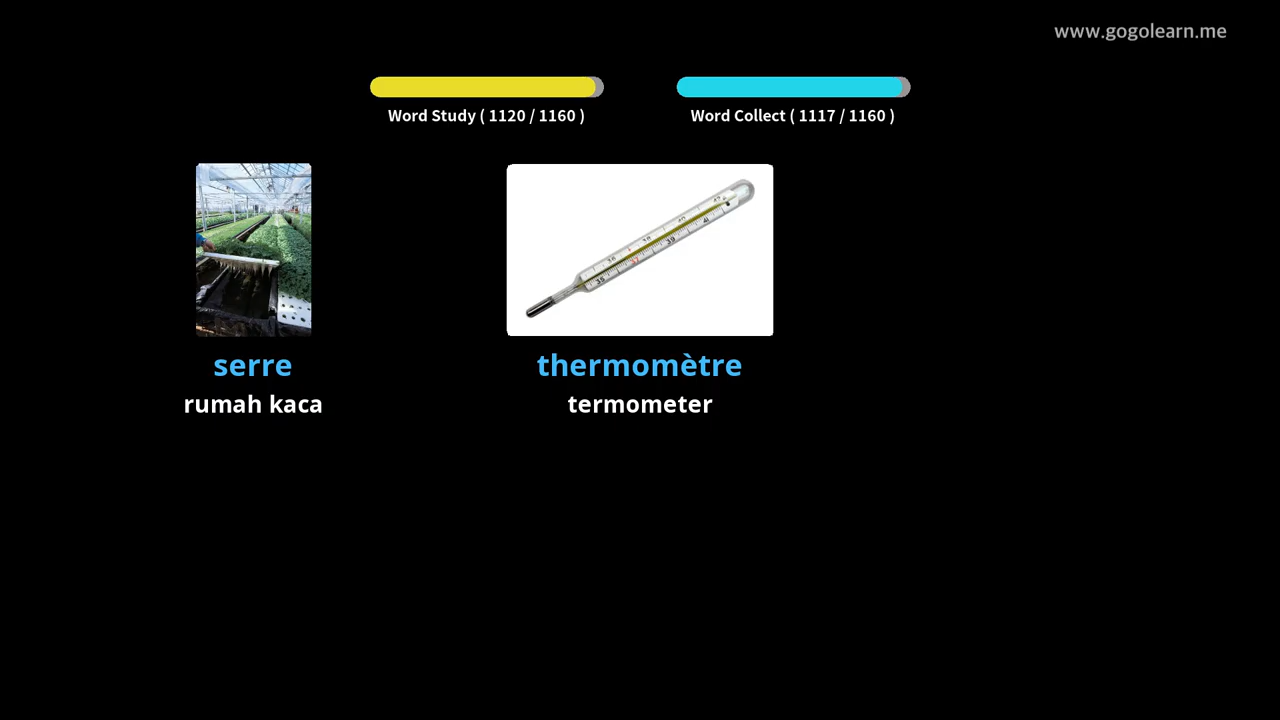 www.gogolearn.me
Word Study ( 1120 / 1160 )
Word Collect ( 1117 / 1160 )
serre
thermomètre
rumah kaca
termometer